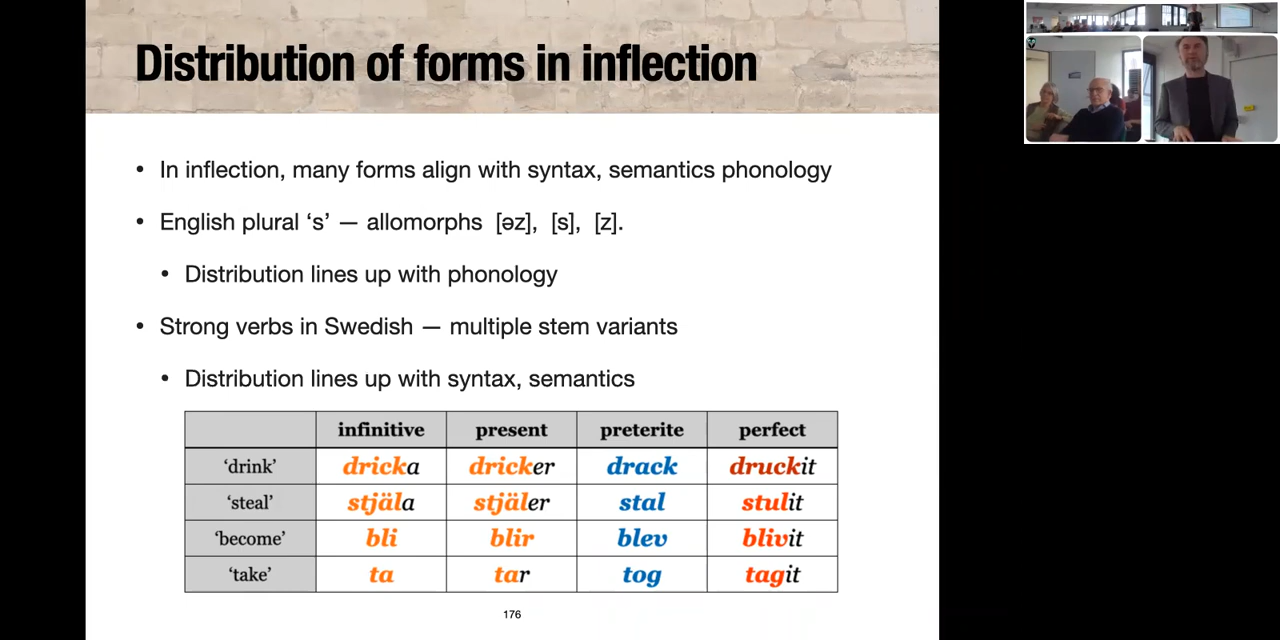 Distribution of forms in inflection
• In inflection, many forms align with syntax, semantics phonology
• English plural ‘s’ — allomorphs [əz], [s], [z].
• Distribution lines up with phonology
• Strong verbs in Swedish — multiple stem variants
• Distribution lines up with syntax, semantics
infinitive present preterite perfect
‘drink’ dricka dricker drack druckit
‘steal’ stjäla stjäler stal stulit
‘become’ bli blir blev blivit
‘take’ ta tar tog tagit
176